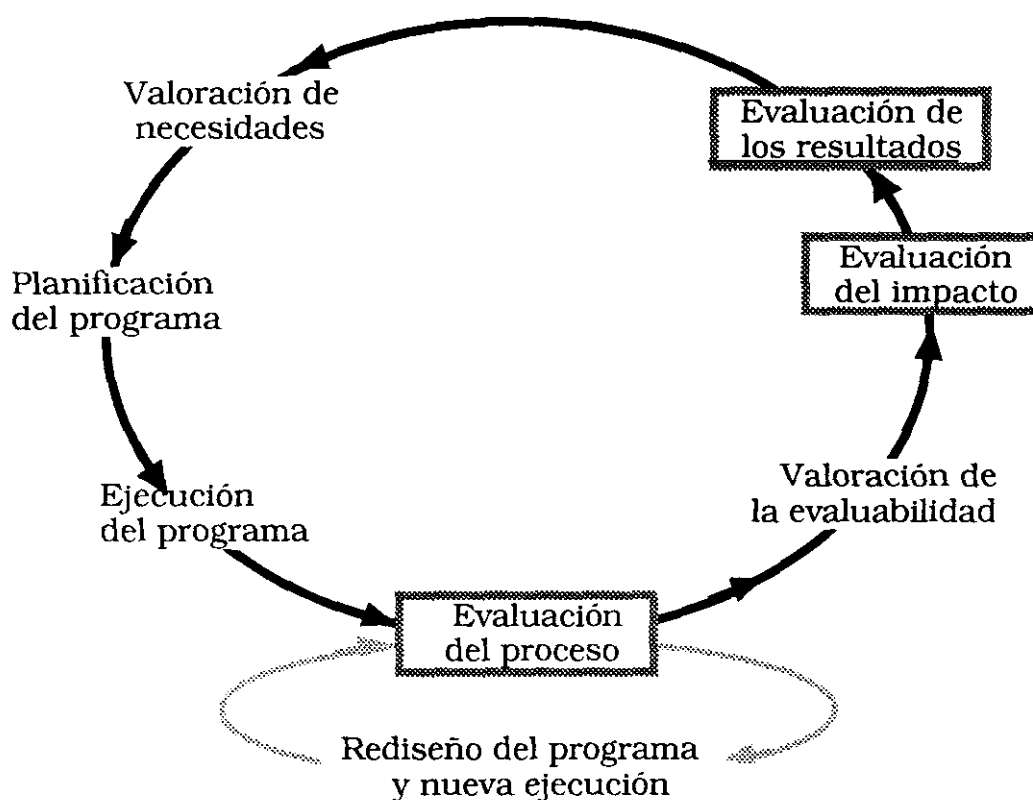 Valoración de
necesidades
Planificación
del programa
Ejecución
del programa
Evaluación
del proceso
Rediseño del programa
y nueva ejecución
Valoración de
la evaluabilidad
Evaluación
del impacto
Evaluación de
los resultados